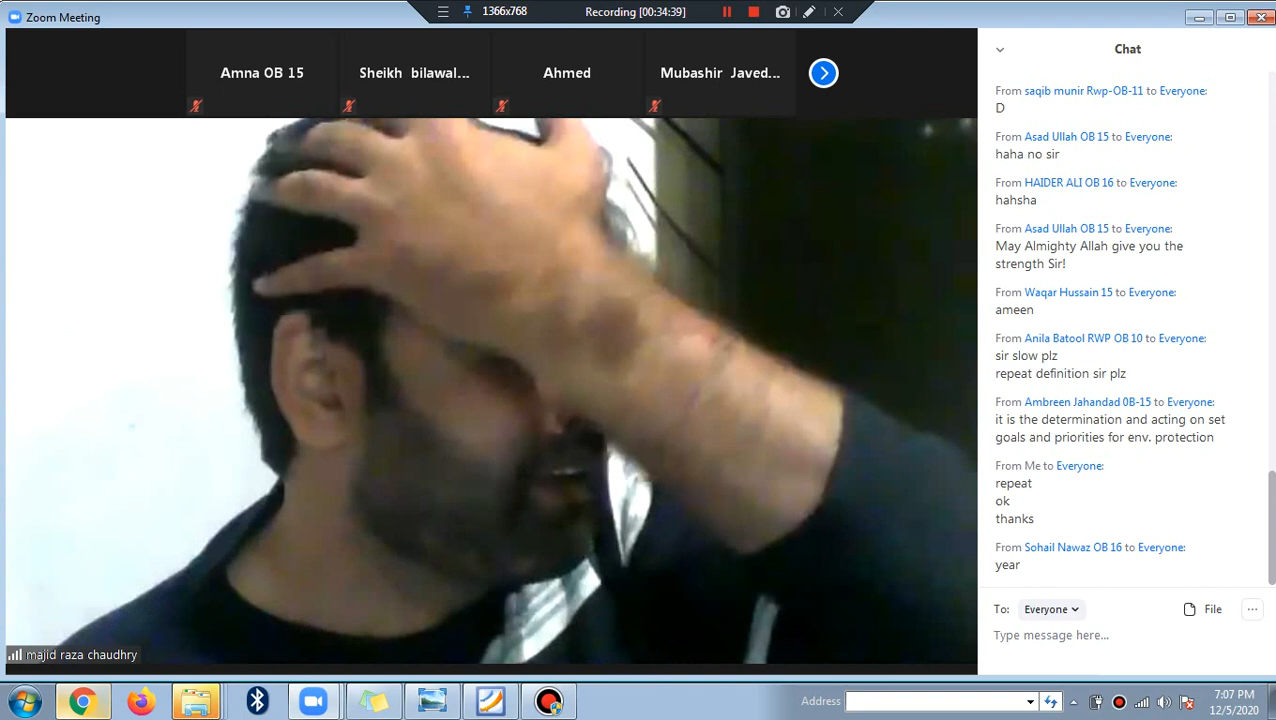 Zoom Meeting
1366x768
Recording [00:34:39]
Amna OB 15
Sheikh bilawal...
Ahmed
Mubashir Javed...
Chat
From saqib munir Rwp-OB-11 to Everyone:
D
From Asad Ullah OB 15 to Everyone:
haha no sir
From HAIDER ALI OB 16 to Everyone:
hahsha
From Asad Ullah OB 15 to Everyone:
May Almighty Allah give you the
strength Sir!
From Waqar Hussain 15 to Everyone:
ameen
From Anila Batool RWP OB 10 to Everyone:
sir slow plz
repeat definition sir plz
From Ambreen Jahandad 0B-15 to Everyone:
it is the determination and acting on set
goals and priorities for env. protection
From Me to Everyone:
repeat
ok
thanks
From Sohail Nawaz OB 16 to Everyone:
year
To: Everyone
File
Type message here...
majid raza chaudhry
Address
7:07 PM
12/5/2020